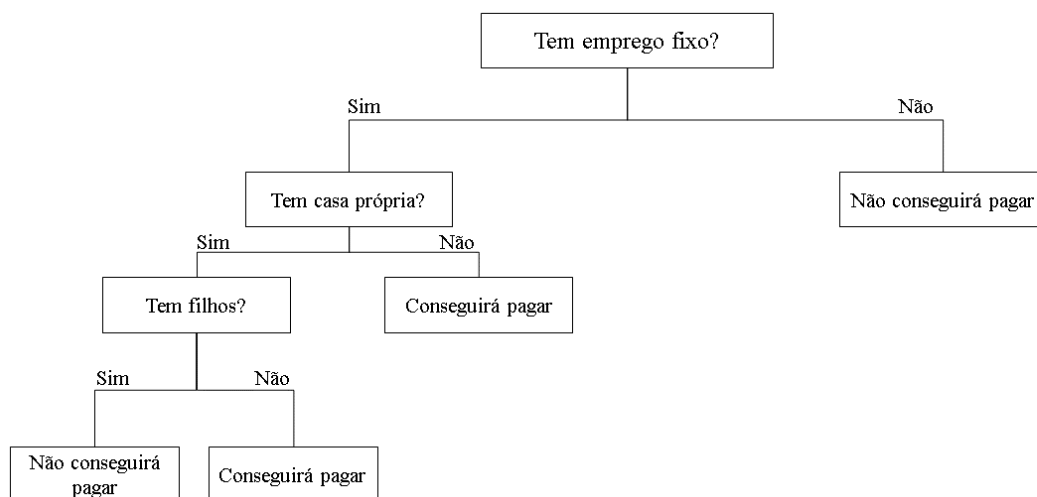 Tem emprego fixo?
Sim
Não
Tem casa própria?
Não conseguirá pagar
Sim
Não
Tem filhos?
Conseguirá pagar
Sim
Não
Não conseguirá
pagar
Conseguirá pagar